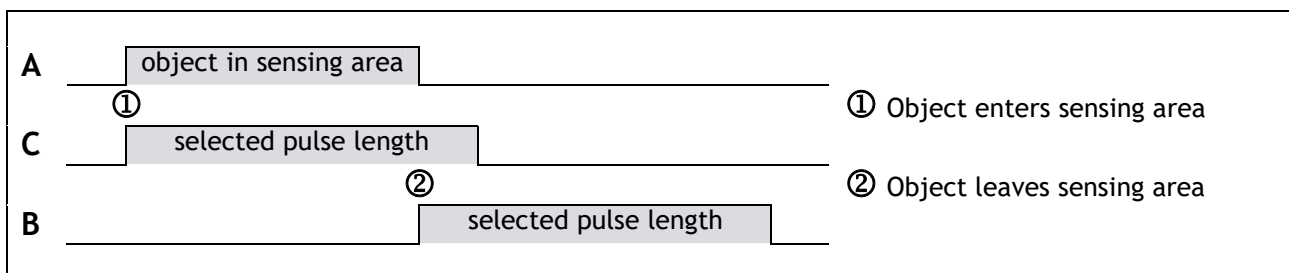 A object in sensing area
①
① Object enters sensing area
C selected pulse length
②
② Object leaves sensing area
B selected pulse length